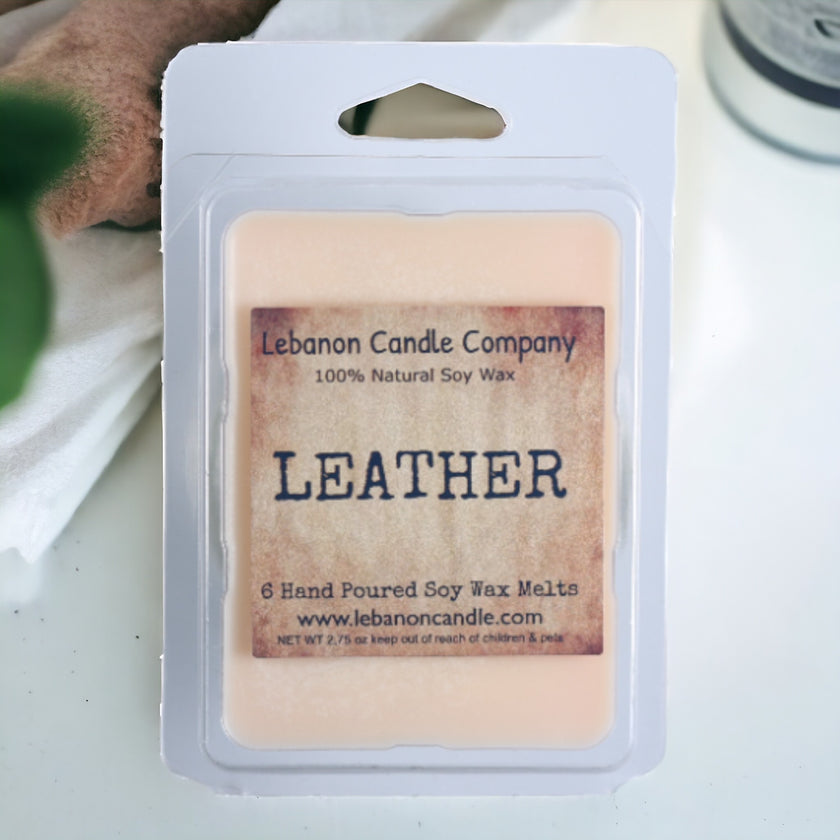 Lebanon Candle Company
100% Natural Soy Wax
LEATHER
6 Hand Poured Soy Wax Melts
www.lebanoncandle.com
NET WT 2.75 oz keep out of reach of children & pets